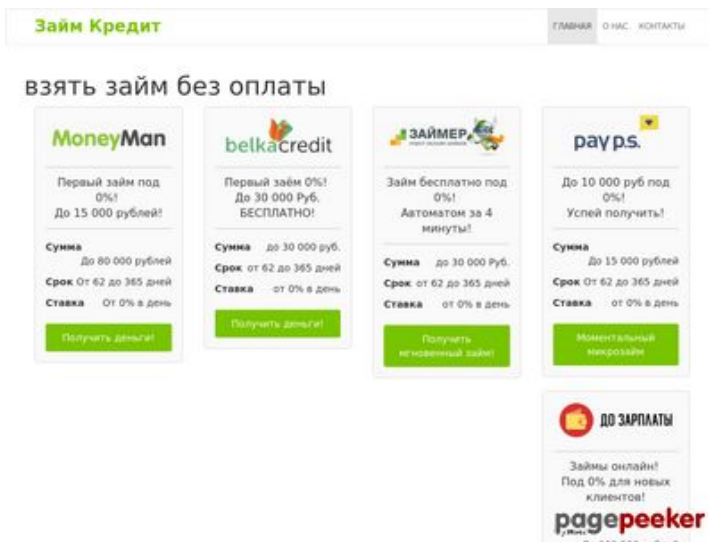 Займ Кредит
ГЛАВНАЯ О НАС КОНТАКТЫ
взять займ без оплаты
MoneyMan
Первый займ под
0%!
До 15 000 рублей!
Сумма
До 80 000 рублей
Срок От 62 до 365 дней
Ставка От 0% в день
Получить деньги!
belkacredit
Первый заём 0%!
До 30 000 Руб.
БЕСПЛАТНО!
Сумма до 30 000 руб.
Срок от 62 до 365 дней
Ставка от 0% в день
Получить деньги!
ЗАЙМЕР
Займ бесплатно под
0%!
Автоматом за 4
минуты!
Сумма до 30 000 Руб.
Срок от 62 до 365 дней
Ставка от 0% в день
Получить
мгновенный займ!
pay p.s.
До 10 000 руб под
0%!
Успей получить!
Сумма
До 15 000 рублей
Срок От 62 до 365 дней
Ставка от 0% в день
Моментальный
микрозайм
ДО ЗАРПЛАТЫ
Займы онлайн!
Под 0% для новых
клиентов!
pagepeeker